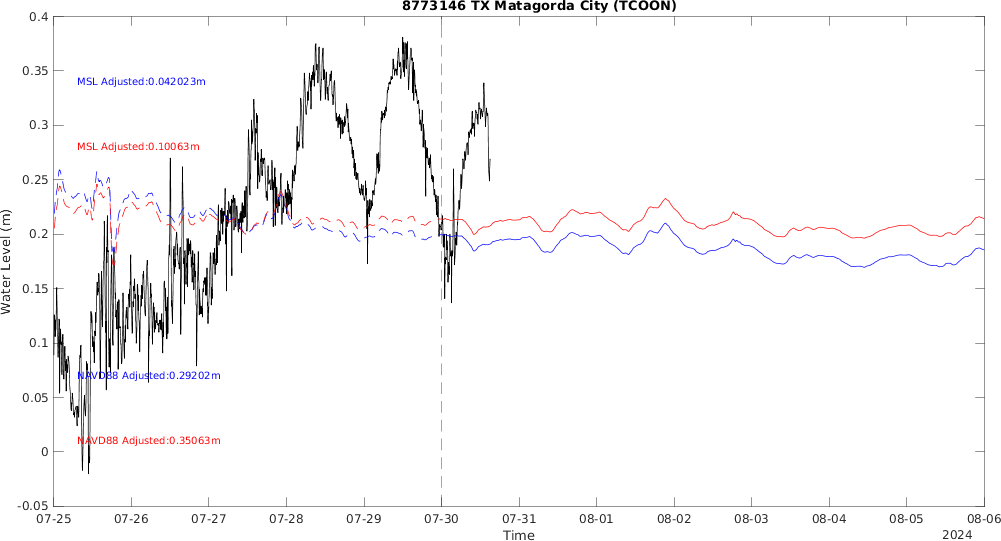 8773146 TX Matagorda City (TCOON)
0.4
0.35
0.3
0.25
0.2
0.15
0.1
0.05
0
-0.05
Water Level (m)
MSL Adjusted:0.042023m
MSL Adjusted:0.10063m
NAVD88 Adjusted:0.29202m
NAVD88 Adjusted:0.35063m
07-25 07-26 07-27 07-28 07-29 07-30 07-31 08-01 08-02 08-03 08-04 08-05 08-06
Time
2024